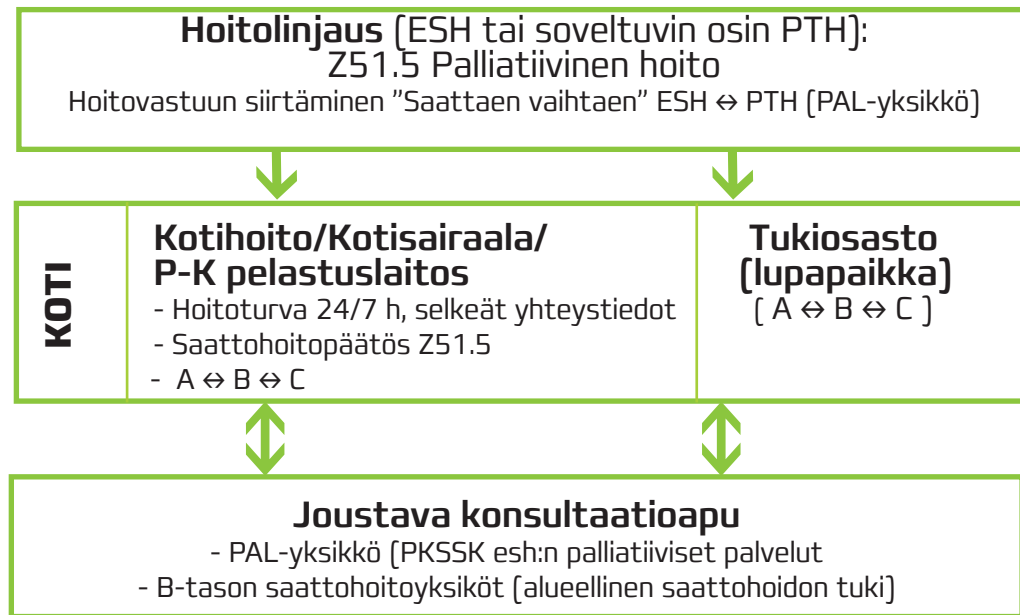 Hoitolinjaus (ESH tai soveltuvin osin PTH):
Z51.5 Palliatiivinen hoito
Hoitovastuun siirtäminen ”Saattaen vaihtaen” ESH ↔ PTH (PAL-yksikkö)
KOTI
Kotihoito/Kotisairaala/
P-K pelastuslaitos
- Hoitoturva 24/7 h, selkeät yhteystiedot
- Saattohoitopäätös Z51.5
- A ↔ B ↔ C
Tukiosasto
(lupapaikka)
( A ↔ B ↔ C )
Joustava konsultaatioapu
- PAL-yksikkö (PKSSK esh:n palliatiiviset palvelut
- B-tason saattohoitoyksiköt (alueellinen saattohoidon tuki)